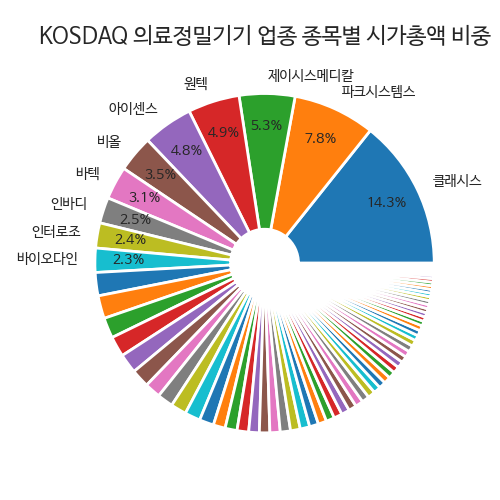 KOSDAQ 의료정밀기기 업종 종목별 시가총액 비중
제이시스메디칼
파크시스템스
원텍
아이센스
비올
바텍
인바디
인터로조
바이오다인
클래시스
14.3%
7.8%
5.3%
4.9%
4.8%
3.5%
3.1%
2.5%
2.4%
2.3%